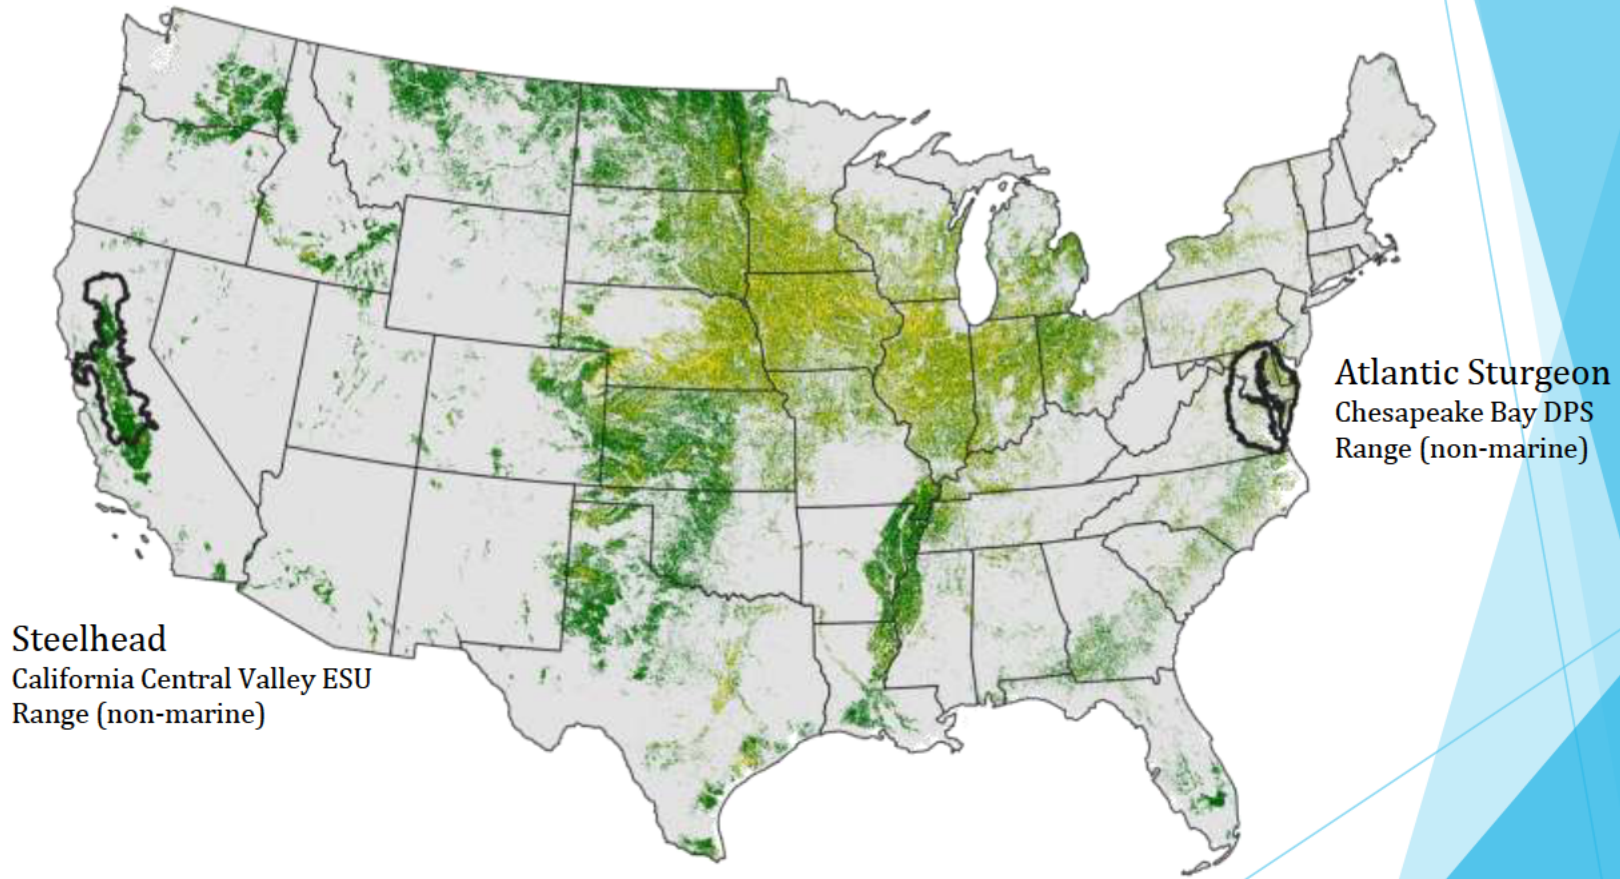 Atlantic Sturgeon
Chesapeake Bay DPS
Range (non-marine)
Steelhead
California Central Valley ESU
Range (non-marine)